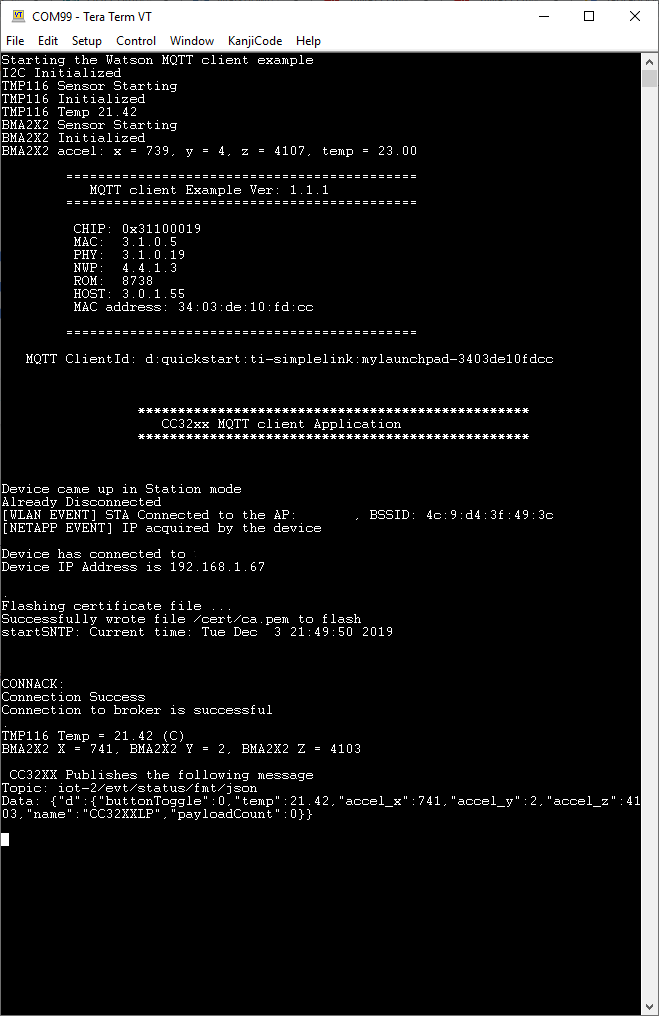 COM99 - Tera Term VT
File Edit Setup Control Window KanjiCode Help
Starting the Watson MQTT client example
I2C Initialized
TMP116 Sensor Starting
TMP116 Initialized
TMP116 Temp 21.42
BMA2X2 Sensor Starting
BMA2X2 Initialized
BMA2X2 accel: x = 739, y = 4, z = 4107, temp = 23.00
============================================
MQTT client Example Ver: 1.1.1
============================================
CHIP: 0x31100019
MAC: 3.1.0.5
PHY: 3.1.0.19
NWP: 4.4.1.3
ROM: 8738
HOST: 3.0.1.55
MAC address: 34:03:de:10:fd:cc
============================================
MQTT ClientId: d:quickstart:ti-simplelink:mylaunchpad-3403de10fdcc
*************************************************
CC32xx MQTT client Application
*************************************************
Device came up in Station mode
Already Disconnected
[WLAN EVENT] STA Connected to the AP: , BSSID: 4c:9:d4:3f:49:3c
[NETAPP EVENT] IP acquired by the device
Device has connected to
Device IP Address is 192.168.1.67
.
Flashing certificate file ...
Successfully wrote file /cert/ca.pem to flash
startSNTP: Current time: Tue Dec  3 21:49:50 2019
CONNACK:
Connection Success
Connection to broker is successful
.
TMP116 Temp = 21.42 (C)
BMA2X2 X = 741, BMA2X2 Y = 2, BMA2X2 Z = 4103
CC32XX Publishes the following message
Topic: iot-2/evt/status/fmt/json
Data: {"d":{"buttonToggle":0,"temp":21.42,"accel_x":741,"accel_y":2,"accel_z":41
03,"name":"CC32XXLP","payloadCount":0}}